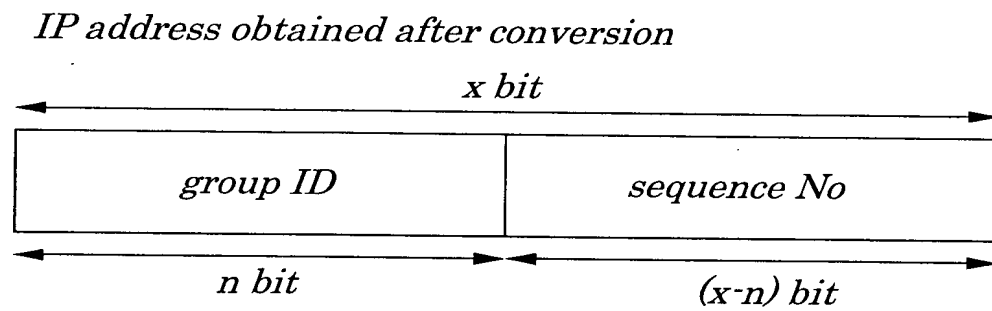 IP address obtained after conversion
x bit
group ID
sequence No
n bit
(x-n) bit